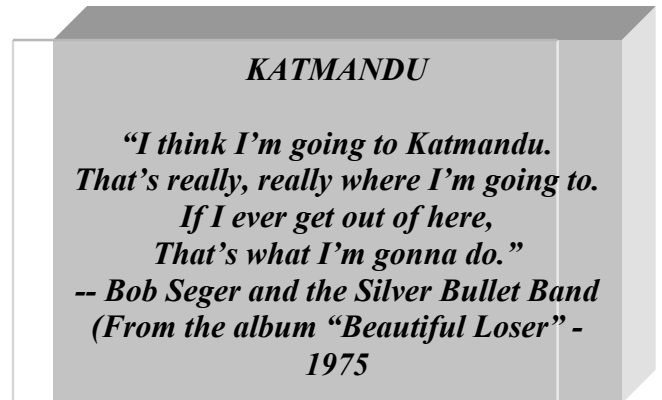 KATMANDU
“I think I’m going to Katmandu.
That’s really, really where I’m going to.
If I ever get out of here,
That’s what I’m gonna do.”
-- Bob Seger and the Silver Bullet Band
(From the album “Beautiful Loser” -
1975